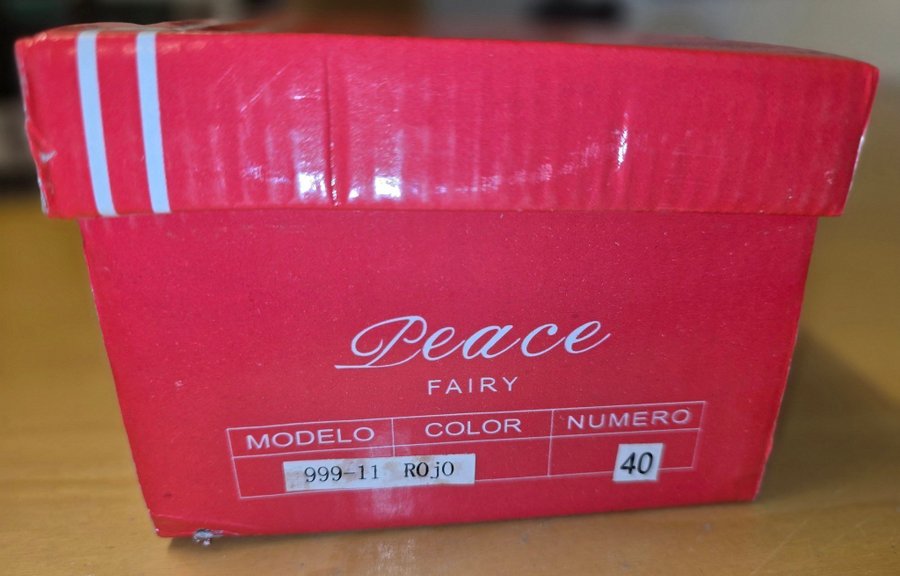 Peace
FAIRY
MODELO COLOR NUMERO
999-11 ROjO 40